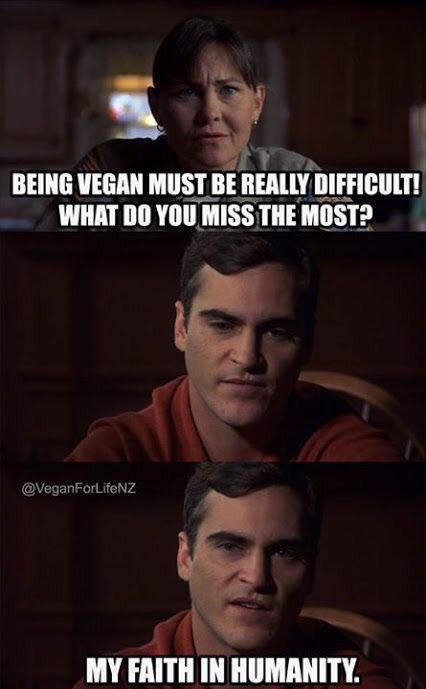 BEING VEGAN MUST BE REALLY DIFFICULT!
WHAT DO YOU MISS THE MOST?
@VeganForLifeNZ
MY FAITH IN HUMANITY.